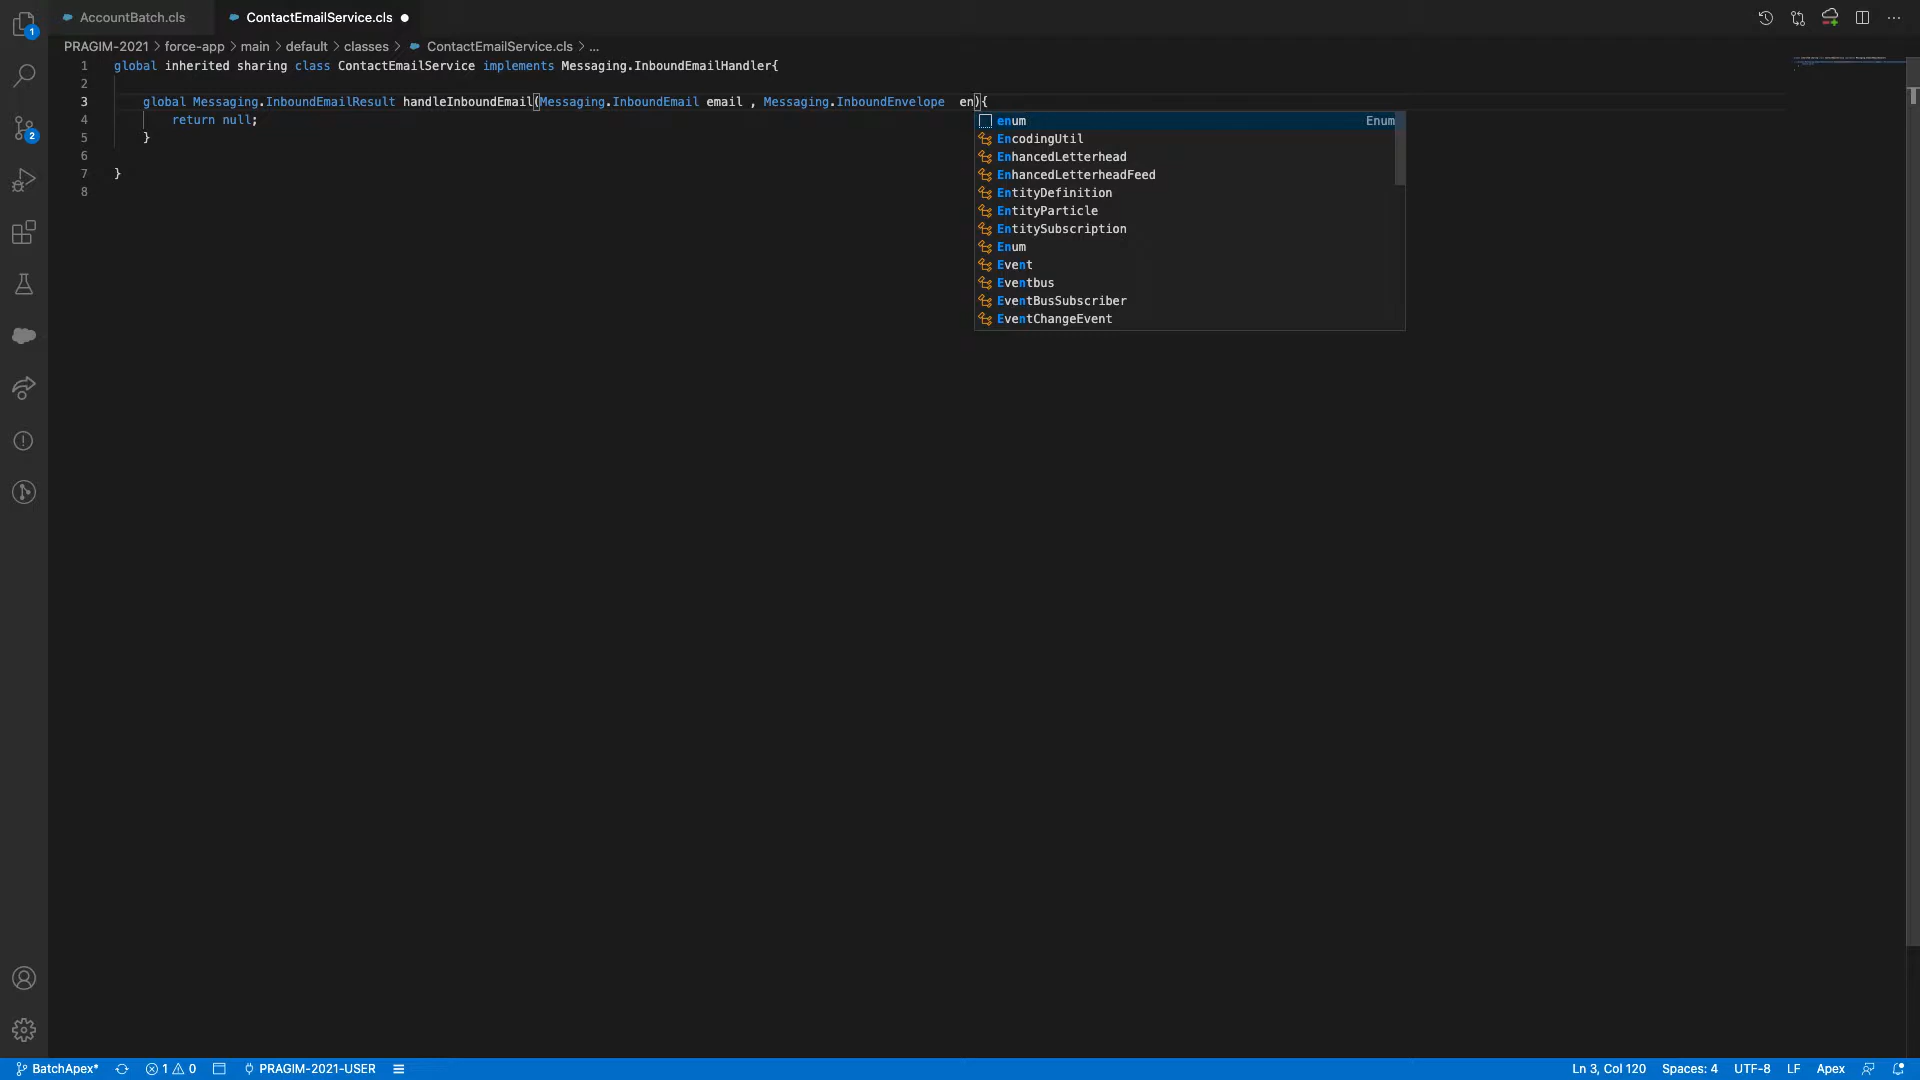 AccountBatch.cls
ContactEmailService.cls
PRAGIM-2021 > force-app > main > default > classes > ContactEmailService.cls > ...
1 global inherited sharing class ContactEmailService implements Messaging.InboundEmailHandler{
2
3 global Messaging.InboundEmailResult handleInboundEmail(Messaging.InboundEmail email , Messaging.InboundEnvelope en){
4 return null;
5 }
6
7 }
8
enum Enum
EncodingUtil
EnhancedLetterhead
EnhancedLetterheadFeed
EntityDefinition
EntityParticle
EntitySubscription
Enum
Event
Eventbus
EventBusSubscriber
EventChangeEvent
1
2
BatchApex* 1 0 PRAGIM-2021-USER Ln 3, Col 120 Spaces: 4 UTF-8 LF Apex